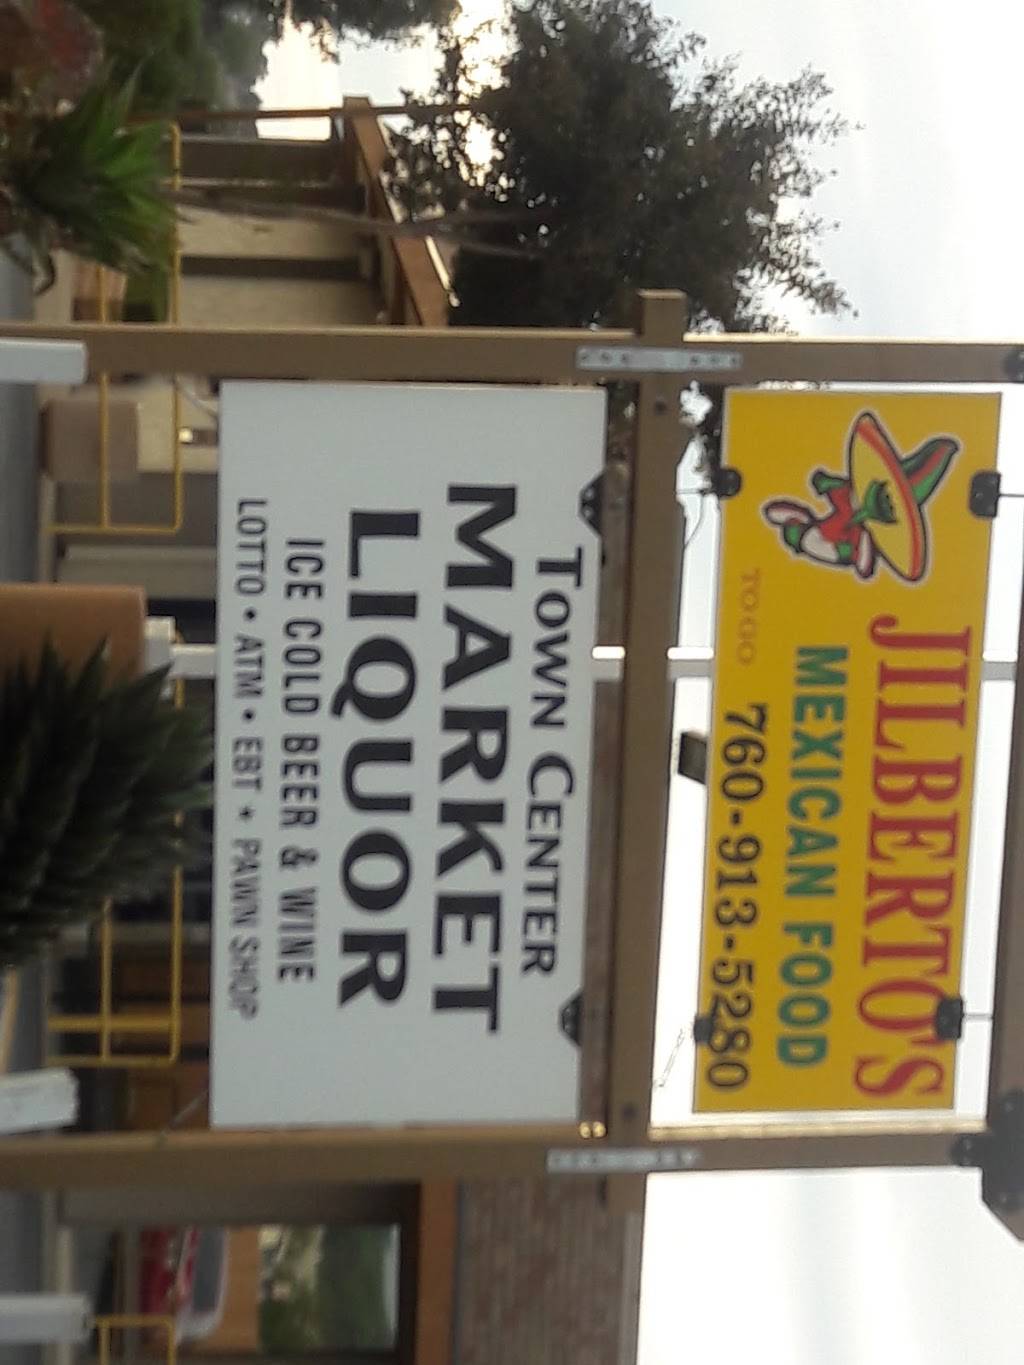 JILBERTO'S
MEXICAN FOOD
TO GO 760-913-5280
TOWN CENTER
MARKET
LIQUOR
ICE COLD BEER & WINE
LOTTO • ATM • EBT • PAWN SHOP